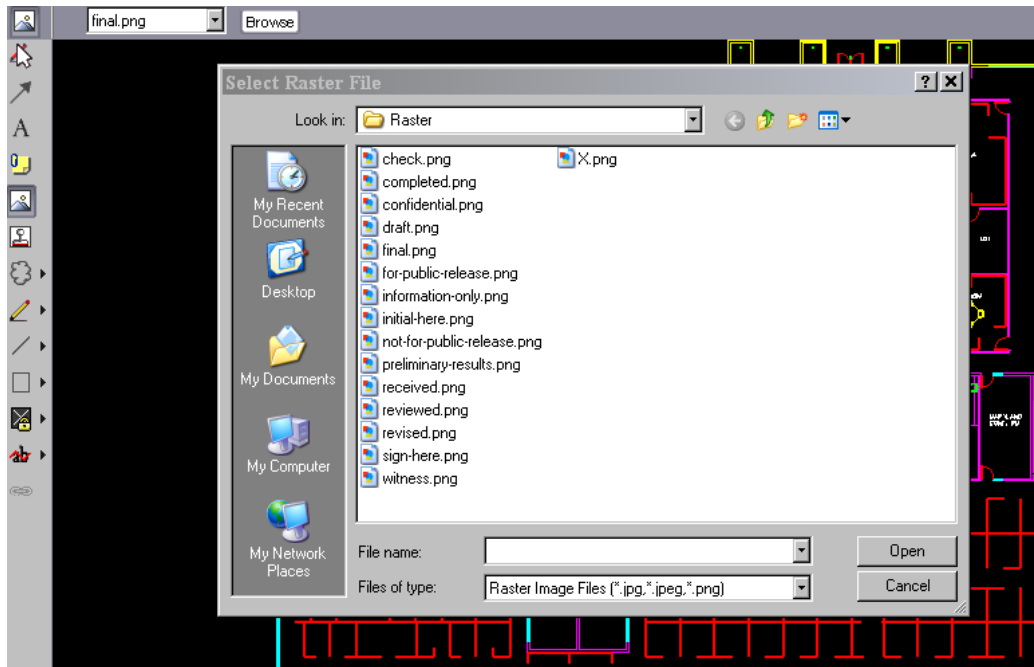 final.png Browse
Select Raster File
Look in: Raster
check.png
completed.png
confidential.png
draft.png
final.png
for-public-release.png
information-only.png
initial-here.png
not-for-public-release.png
preliminary-results.png
received.png
reviewed.png
revised.png
sign-here.png
witness.png
X.png
My Recent
Documents
Desktop
My Documents
My Computer
My Network
Places
File name:
Open
Files of type: Raster Image Files (*.jpg,*.jpeg,*.png)
Cancel
A
ab